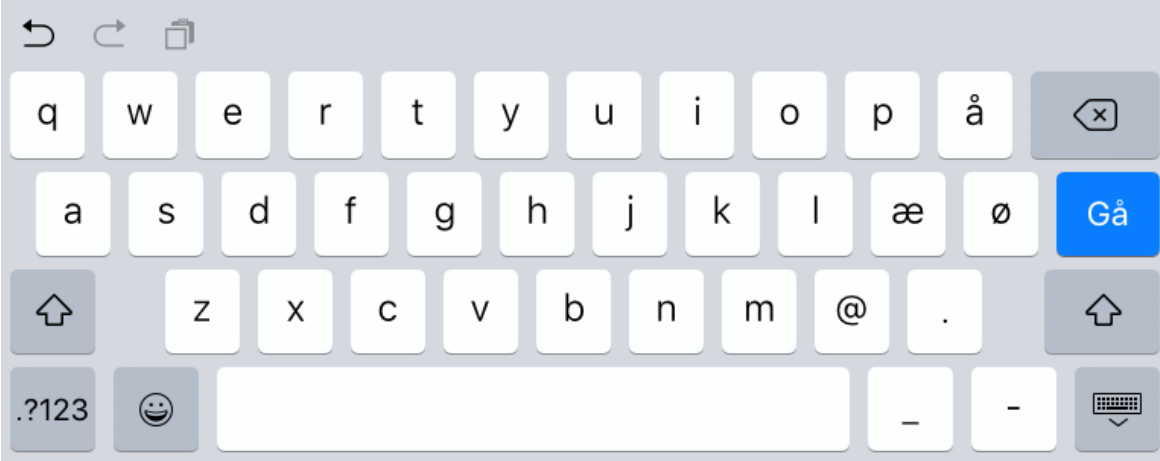 q w e r t y u i o p å
a s d f g h j k l æ ø Gå
z x c v b n m @ .
.?123 _ -